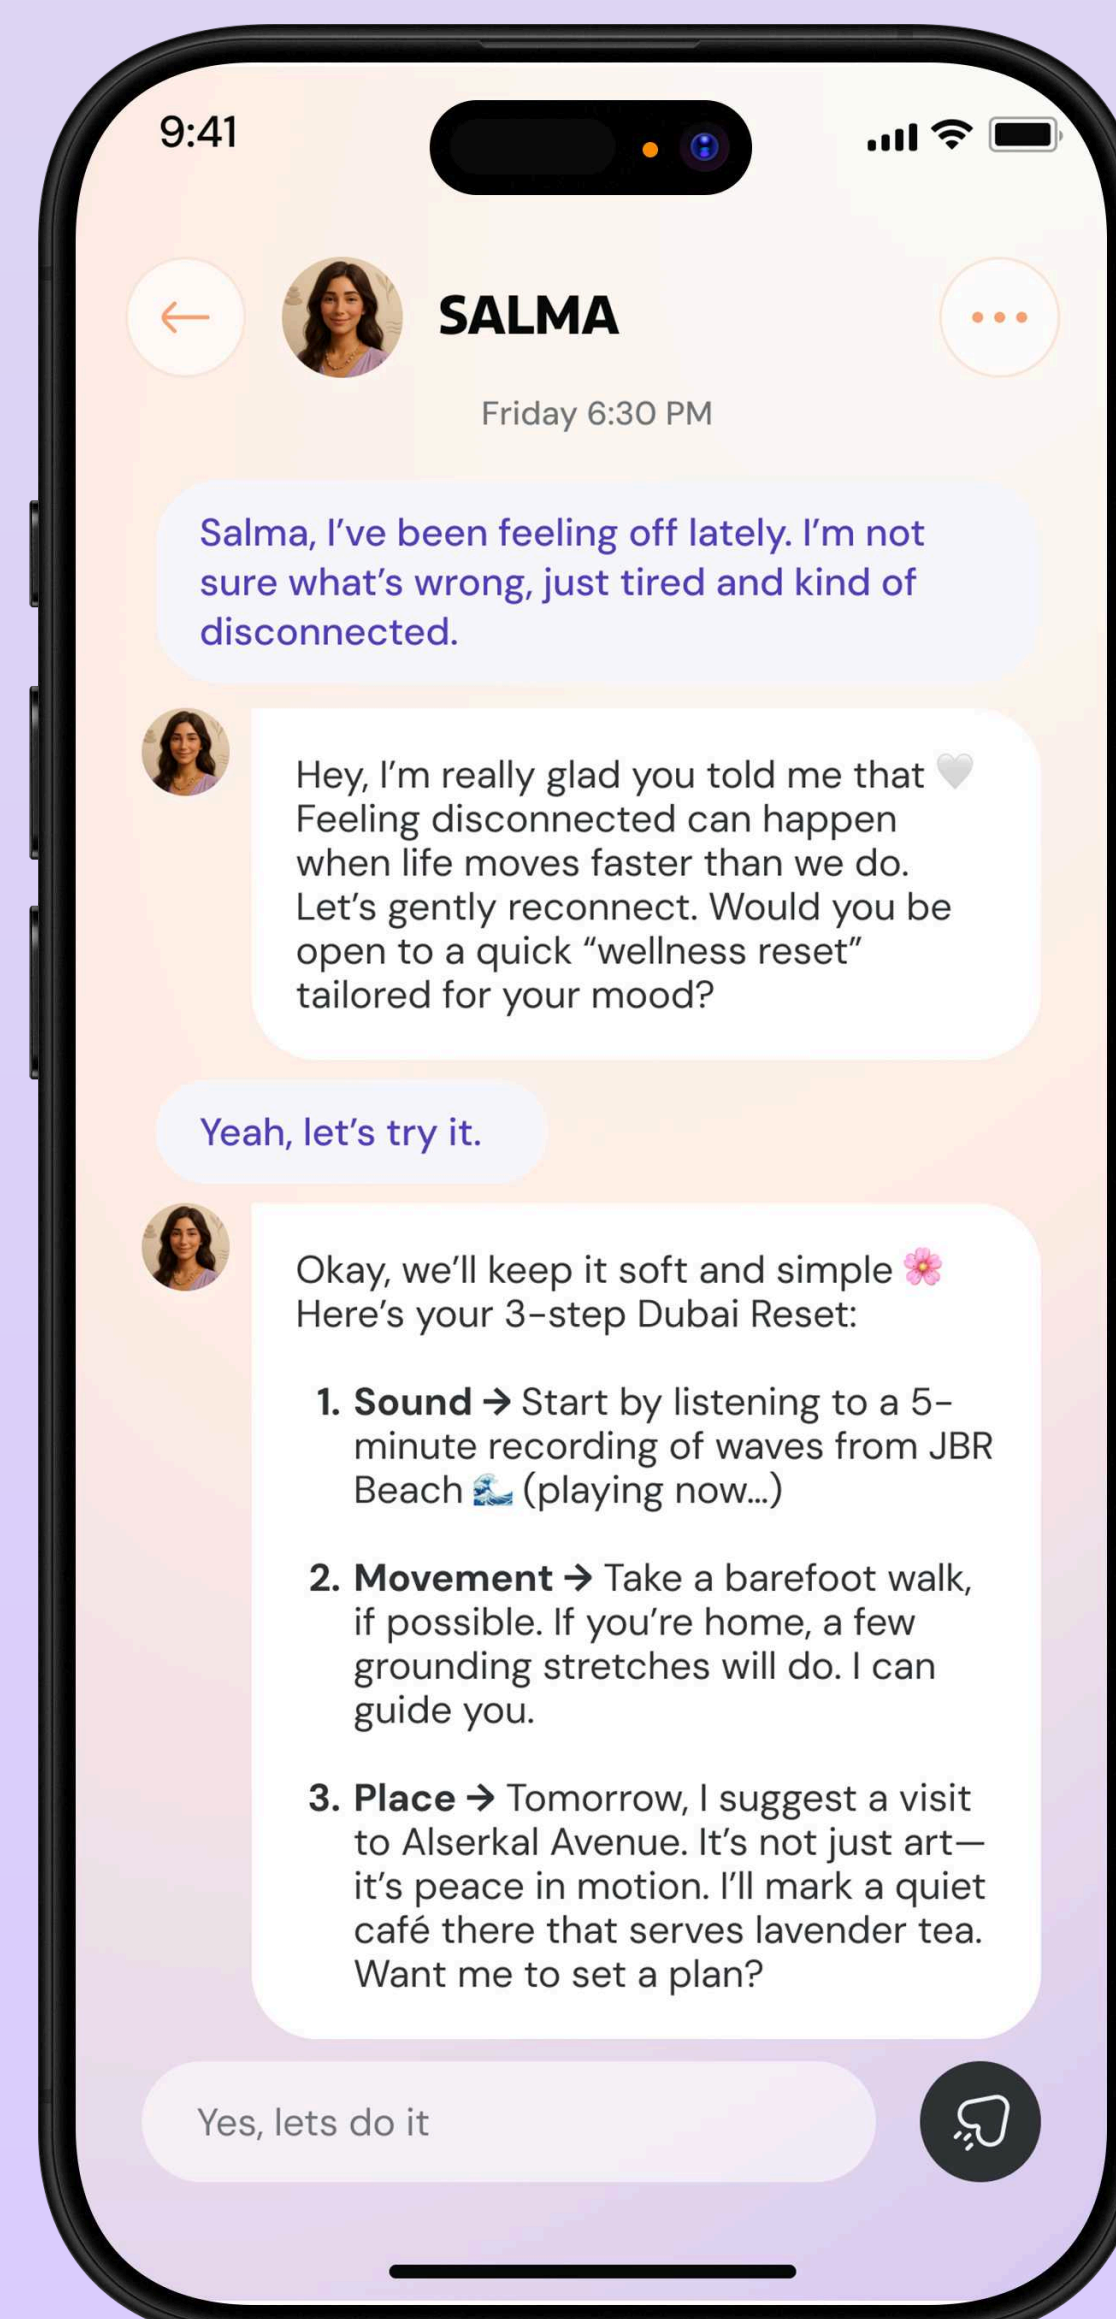 9:41
SALMA
Friday 6:30 PM
Salma, I’ve been feeling off lately. I’m not
sure what’s wrong, just tired and kind of
disconnected.
Hey, I’m really glad you told me that 🤍
Feeling disconnected can happen
when life moves faster than we do.
Let’s gently reconnect. Would you be
open to a quick “wellness reset”
tailored for your mood?
Yeah, let’s try it.
Okay, we’ll keep it soft and simple 🌸
Here’s your 3-step Dubai Reset:
1. Sound → Start by listening to a 5-
minute recording of waves from JBR
Beach 🌊 (playing now...)
2. Movement → Take a barefoot walk,
if possible. If you’re home, a few
grounding stretches will do. I can
guide you.
3. Place → Tomorrow, I suggest a visit
to Alserkal Avenue. It’s not just art—
it’s peace in motion. I’ll mark a quiet
café there that serves lavender tea.
Want me to set a plan?
Yes, lets do it